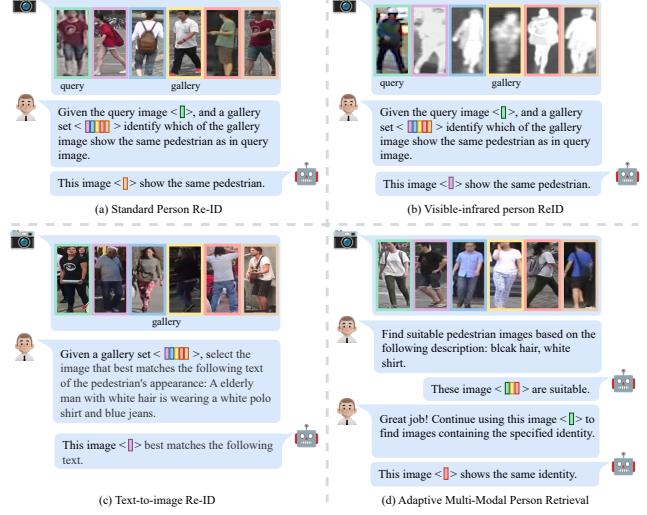 query
gallery
Given the query image < >, and a gallery
set < > identify which of the gallery
image show the same pedestrian as in query
image.
This image < > show the same pedestrian.
(a) Standard Person Re-ID
query
gallery
Given the query image < >, and a gallery
set < > identify which of the gallery
image show the same pedestrian as in query
image.
This image < > show the same pedestrian.
(b) Visible-infrared person ReID
gallery
Given a gallery set < >, select the
image that best matches the following text
of the pedestrian's appearance: A elderly
man with white hair is wearing a white polo
shirt and blue jeans.
This image < > best matches the following
text.
(c) Text-to-image Re-ID
Find suitable pedestrian images based on the
following description: blcak hair, white
shirt.
These image < > are suitable.
Great job! Continue using this image < > to
find images containing the specified identity.
This image < > shows the same identity.
(d) Adaptive Multi-Modal Person Retrieval